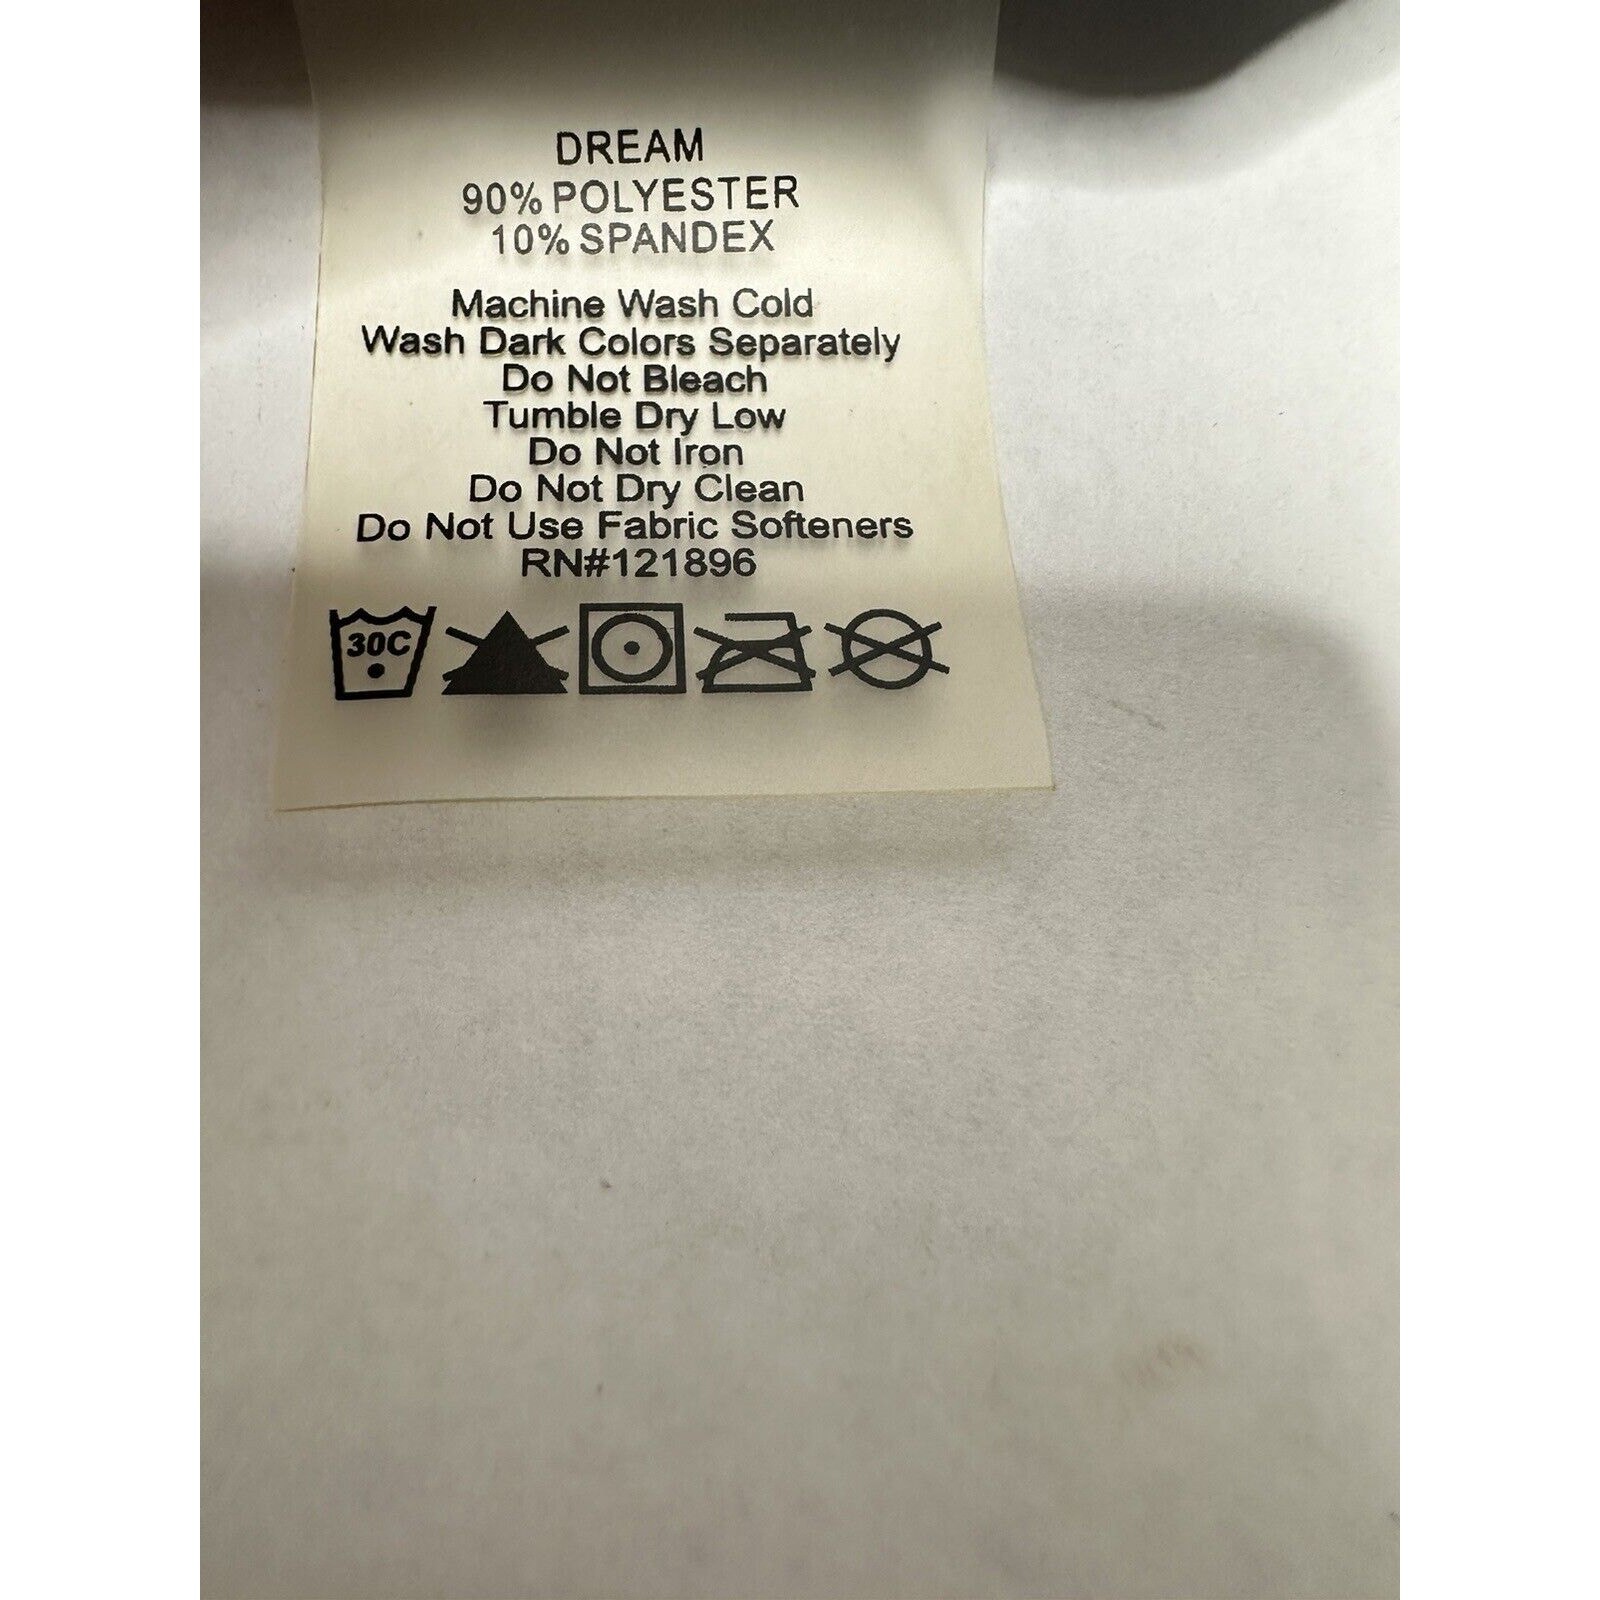 DREAM
90% POLYESTER
10% SPANDEX
Machine Wash Cold
Wash Dark Colors Separately
Do Not Bleach
Tumble Dry Low
Do Not Iron
Do Not Dry Clean
Do Not Use Fabric Softeners
RN#121896
30C